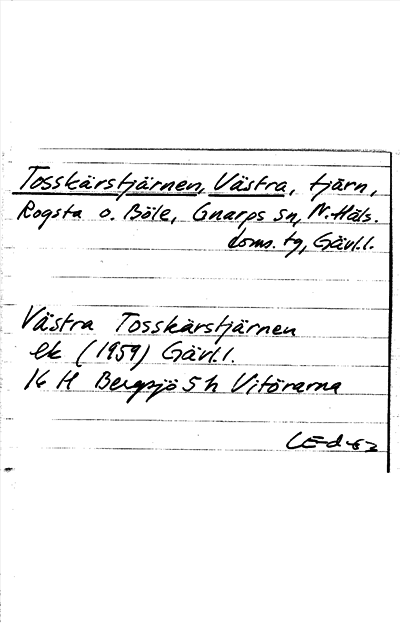 Tosskärstjärnen, Västra, tjärn,
Rogsta o. Böle, Gnarps sn, N. Häls.
doms. tg, Gävl.l.
Västra Tosskärstjärnen
ek (1959) Gävl.l.
16 H Bergsjö 5 h Vitörarna